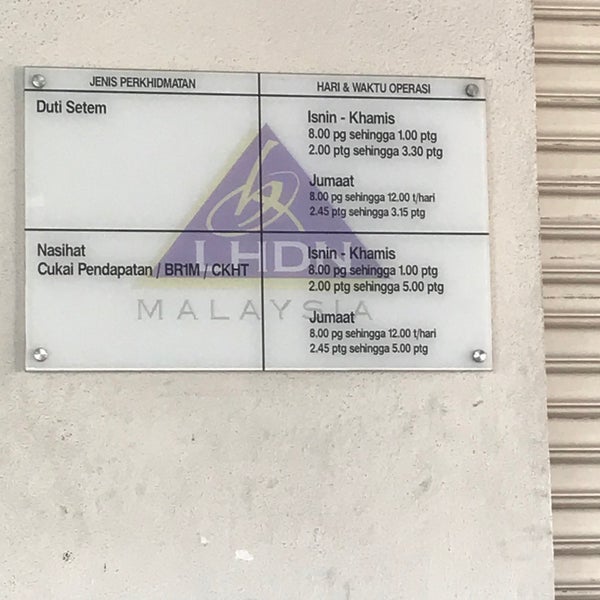 JENIS PERKHIDMATAN
HARI & WAKTU OPERASI
Duti Setem
Isnin - Khamis
8.00 pg sehingga 1.00 ptg
2.00 ptg sehingga 3.30 ptg
Jumaat
8.00 pg sehingga 12.00 t/hari
2.45 ptg sehingga 3.15 ptg
Nasihat
Cukai Pendapatan / BR1M / CKHT
Isnin - Khamis
8.00 pg sehingga 1.00 ptg
2.00 ptg sehingga 5.00 ptg
Jumaat
8.00 pg sehingga 12.00 t/hari
2.45 ptg sehingga 5.00 ptg
LHDN
MALAYSIA